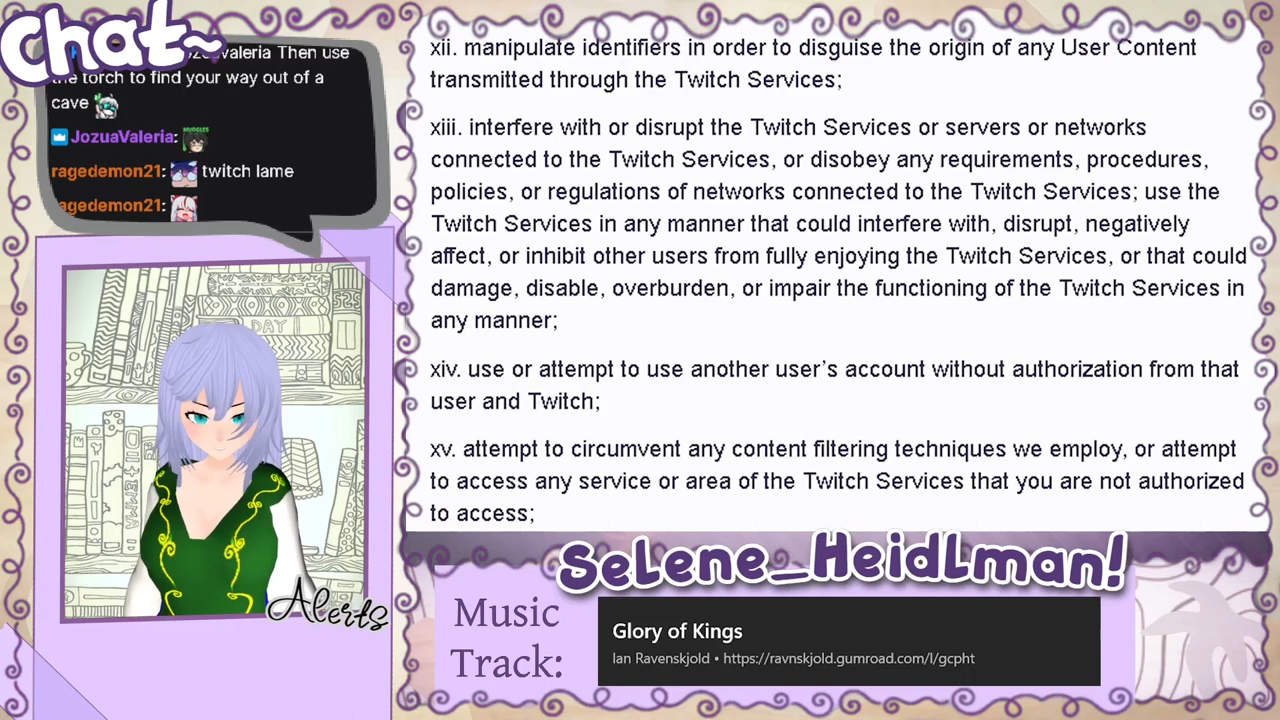 Chat~
Valeria Then use
the torch to find your way out of a
cave
JozuaValeria:
ragedemon21: twitch lame
agedemon21:
DAY
525
Alerts
xii. manipulate identifiers in order to disguise the origin of any User Content
transmitted through the Twitch Services;
xiii. interfere with or disrupt the Twitch Services or servers or networks
connected to the Twitch Services, or disobey any requirements, procedures,
policies, or regulations of networks connected to the Twitch Services; use the
Twitch Services in any manner that could interfere with, disrupt, negatively
affect, or inhibit other users from fully enjoying the Twitch Services, or that could
damage, disable, overburden, or impair the functioning of the Twitch Services in
any manner;
xiv. use or attempt to use another user’s account without authorization from that
user and Twitch;
xv. attempt to circumvent any content filtering techniques we employ, or attempt
to access any service or area of the Twitch Services that you are not authorized
to access;
Selene_Heidlman!
Music
Track:
Glory of Kings
Ian Ravenskjold • https://ravnskjold.gumroad.com/l/gcpht